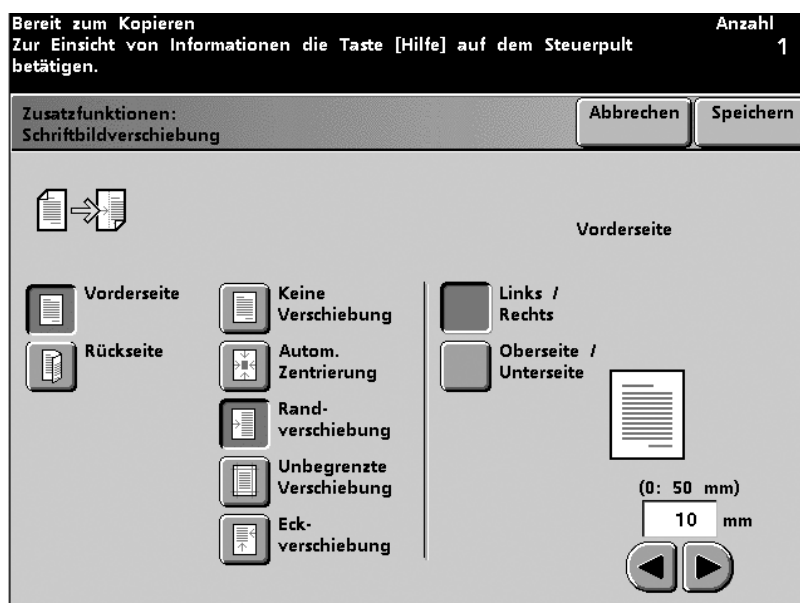 Bereit zum Kopieren
Anzahl
Zur Einsicht von Informationen die Taste [Hilfe] auf dem Steuerpult
1
betätigen.
Zusatzfunktionen:
Schriftbildverschiebung
Abbrechen
Speichern
Vorderseite
Vorderseite
Rückseite
Keine
Verschiebung
Autom.
Zentrierung
Rand-
verschiebung
Unbegrenzte
Verschiebung
Eck-
verschiebung
Links /
Rechts
Oberseite /
Unterseite
(0: 50 mm)
10 mm